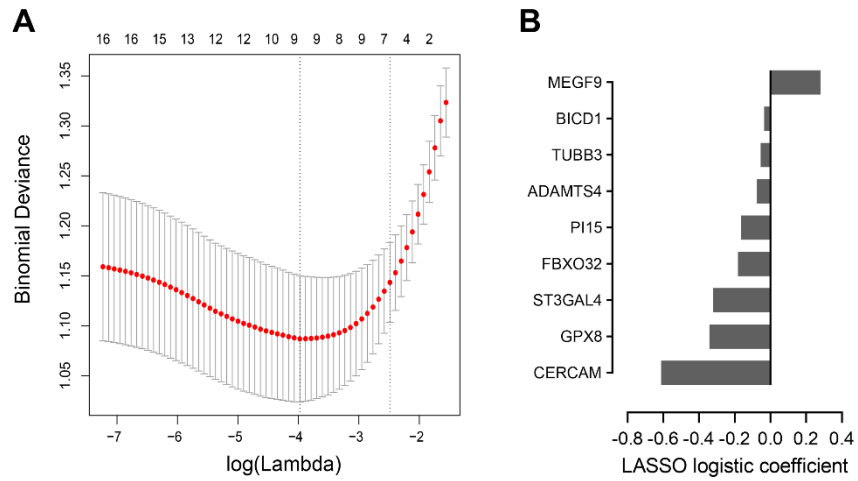 A
16 16 15 13 12 12 10 9 9 8 9 7 4 2
Binomial Deviance
1.35
1.30
1.25
1.20
1.15
1.10
1.05
-7 -6 -5 -4 -3 -2
log(Lambda)
B
MEGF9
BICD1
TUBB3
ADAMTS4
PI15
FBXO32
ST3GAL4
GPX8
CERCAM
-0.8 -0.6 -0.4 -0.2 0.0 0.2 0.4
LASSO logistic coefficient